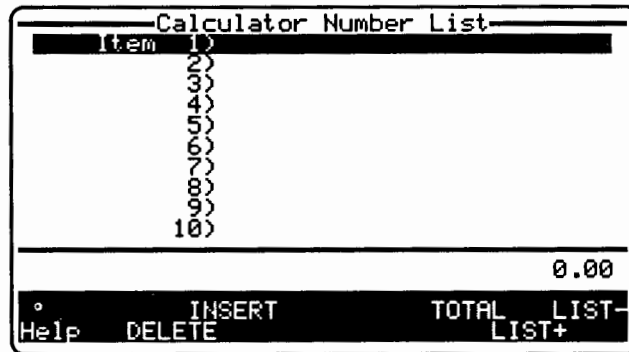 Calculator Number List
Item 1)
2)
3)
4)
5)
6)
7)
8)
9)
10)
0.00
° INSERT TOTAL LIST-
Help DELETE LIST+